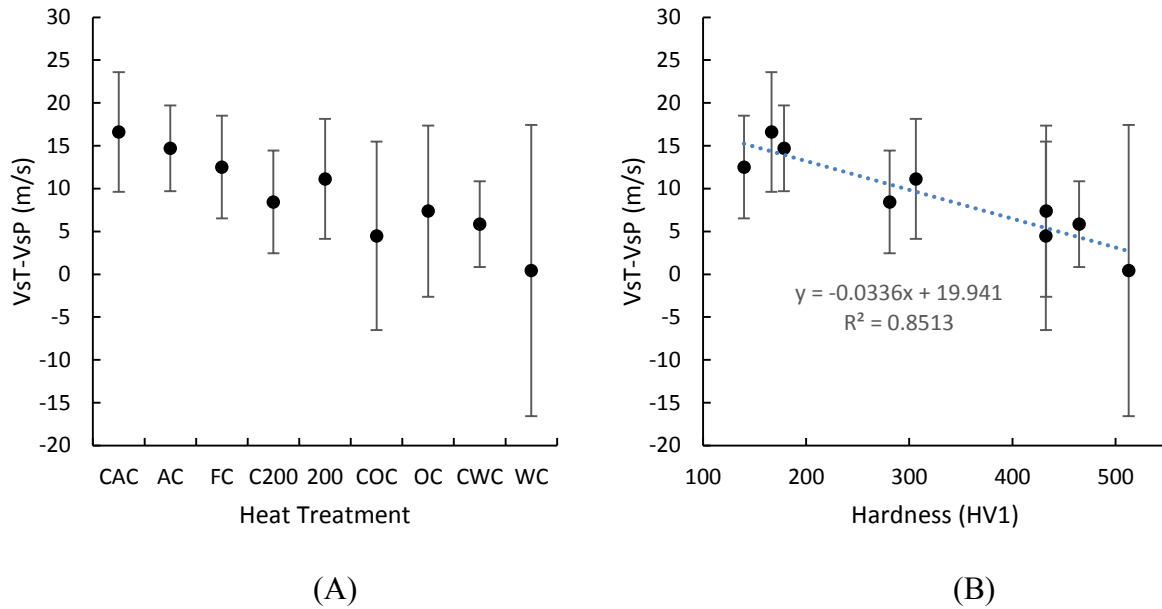 30
25
20
15
10
5
0
-5
-10
-15
-20
VsT-VsP (m/s)
CAC AC FC C200 200 COC OC CWC WC
Heat Treatment
(A)
30
25
20
15
10
5
0
-5
-10
-15
-20
VsT-VsP (m/s)
y = -0.0336x + 19.941
R² = 0.8513
100 200 300 400 500
Hardness (HV1)
(B)